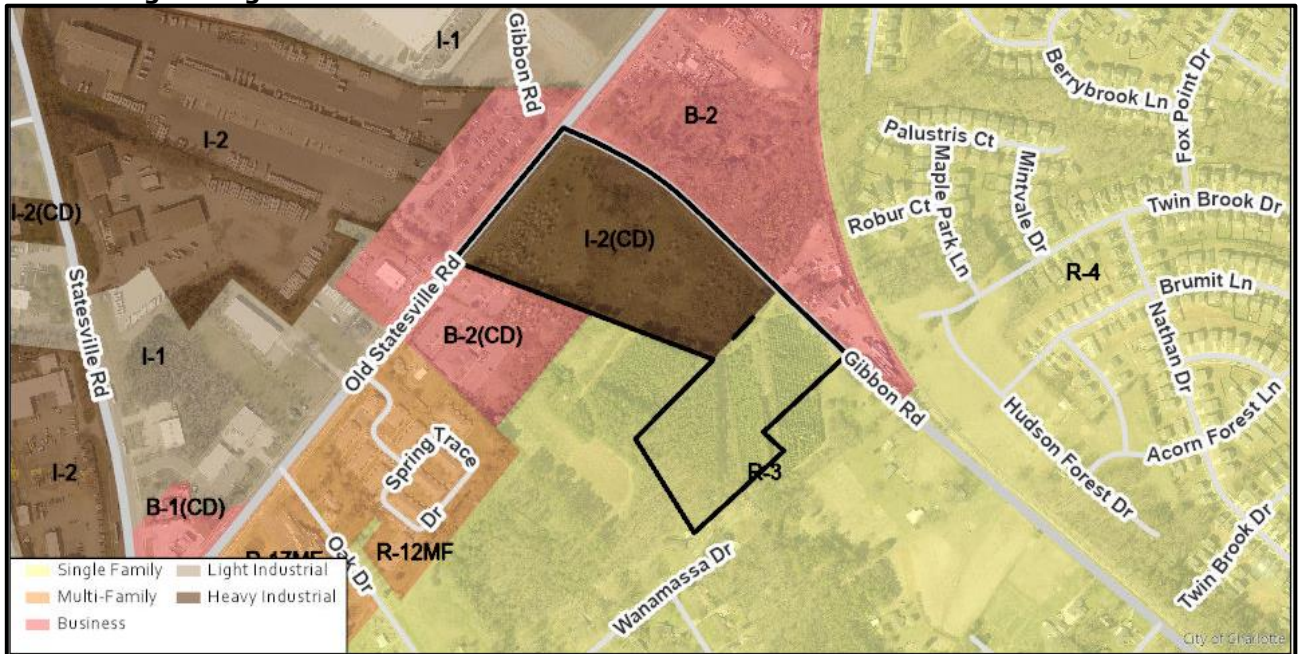 Gibbon Rd
I-1
B-2
Berrybrook Ln
Fox Point Dr
I-2
Palustris Ct
Maple Park Ln
Mintvale Dr
Twin Brook Dr
I-2(CD)
Robur Ct
I-2(CD)
R-4
Brumit Ln
Statesville Rd
Old Statesville Rd
B-2(CD)
Nathan Dr
I-1
Gibbon Rd
Hudson Forest Dr
Acorn Forest Ln
Spring Trace Dr
I-2
R-3
B-1(CD)
Oak Dr
R-12MF
R-17MF
Wanamassa Dr
Twin Brook Dr
Single Family
Light Industrial
Multi-Family
Heavy Industrial
Business
City of Charlotte